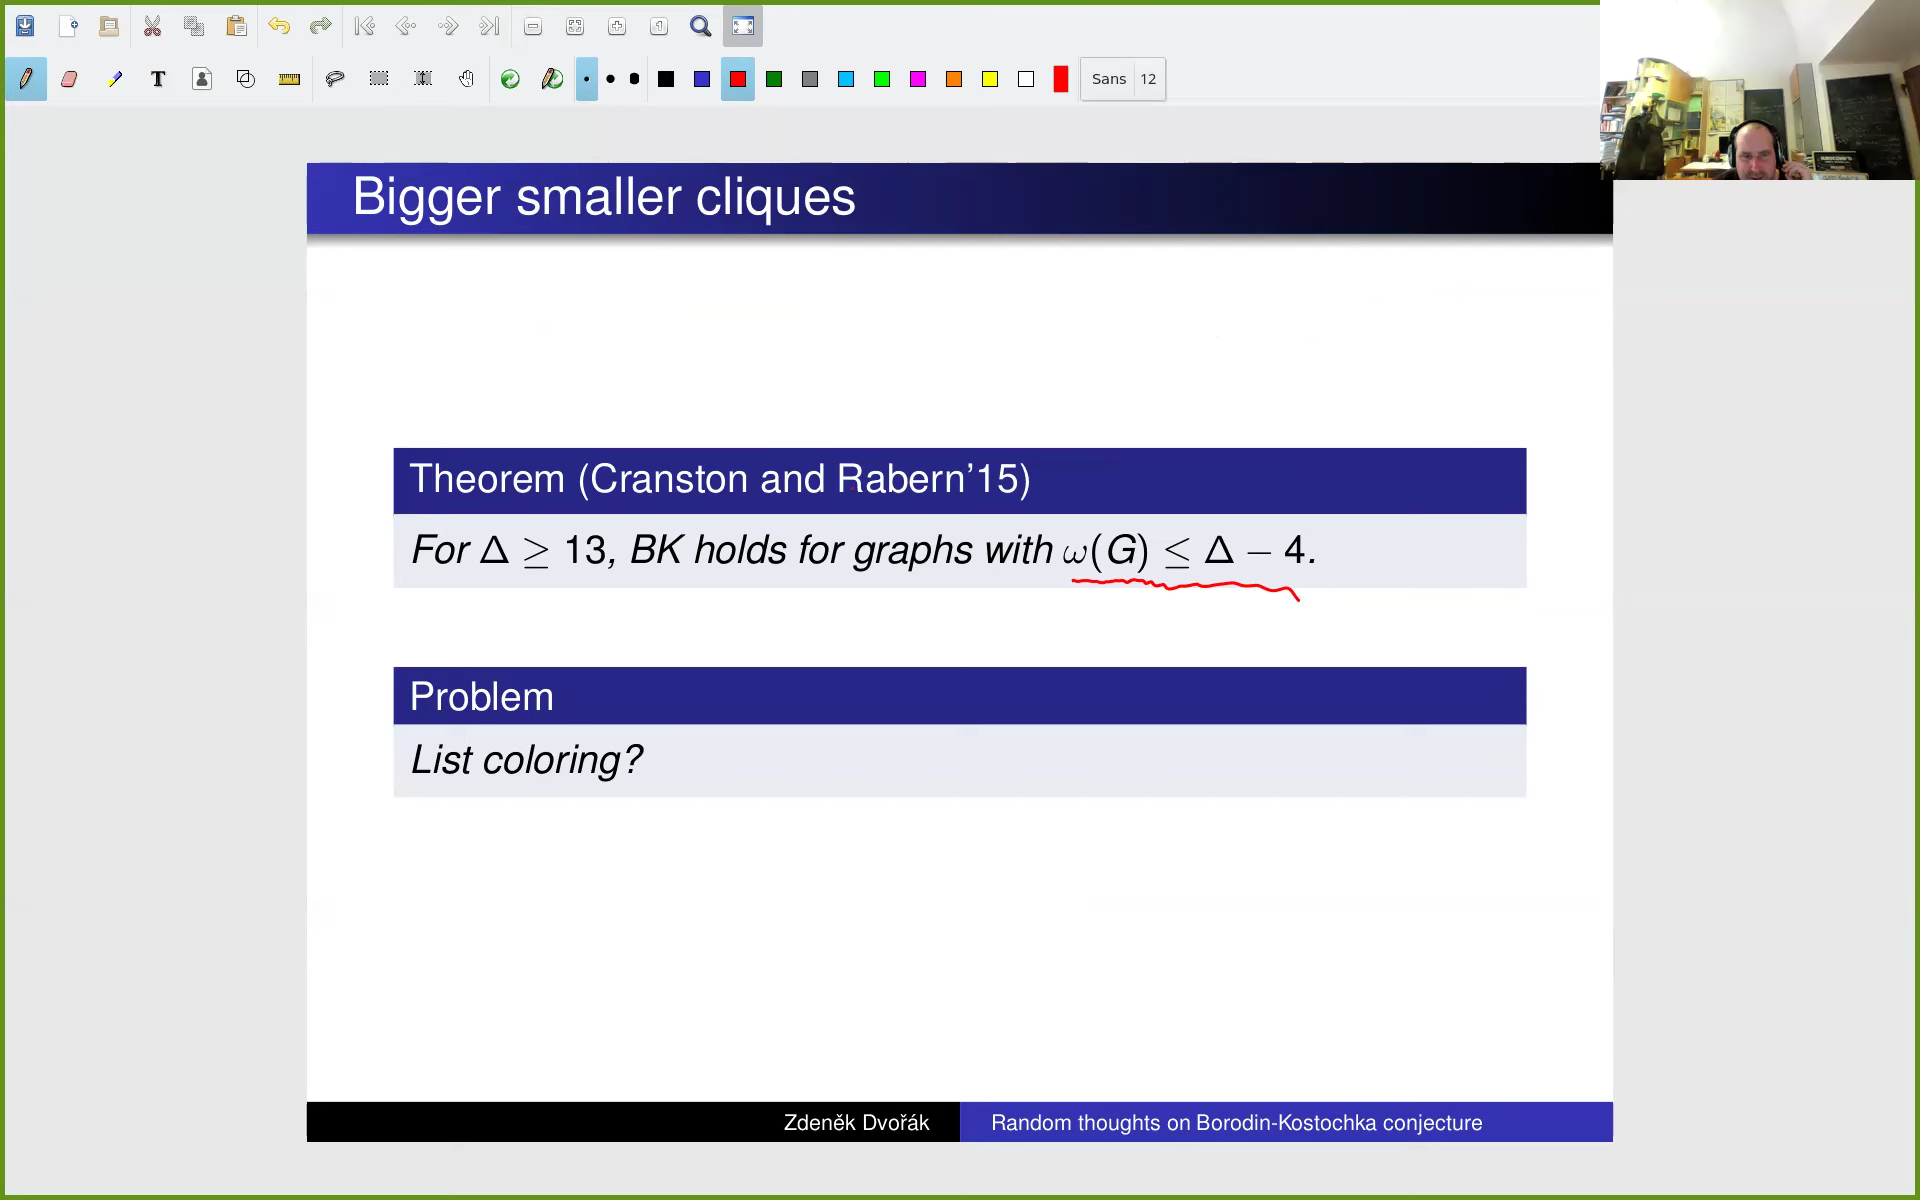 T Sans 12
Bigger smaller cliques
Theorem (Cranston and Rabern'15)
For Δ ≥ 13, BK holds for graphs with ω(G) ≤ Δ − 4.
Problem
List coloring?
Zdeněk Dvořák Random thoughts on Borodin-Kostochka conjecture